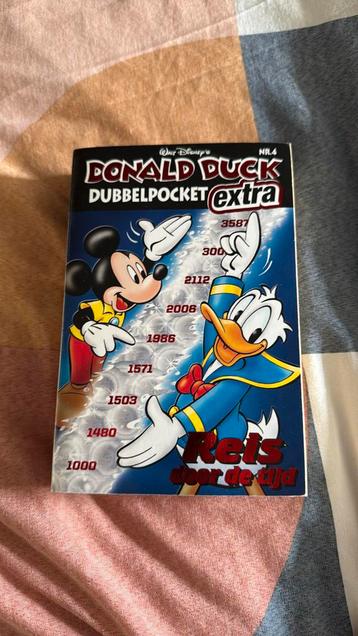 Walt Disney's
NR.4
DONALD DUCK
DUBBELPOCKET extra
3587
300
2112
2006
1986
1571
1503
1480
1000
Reis
door de tijd